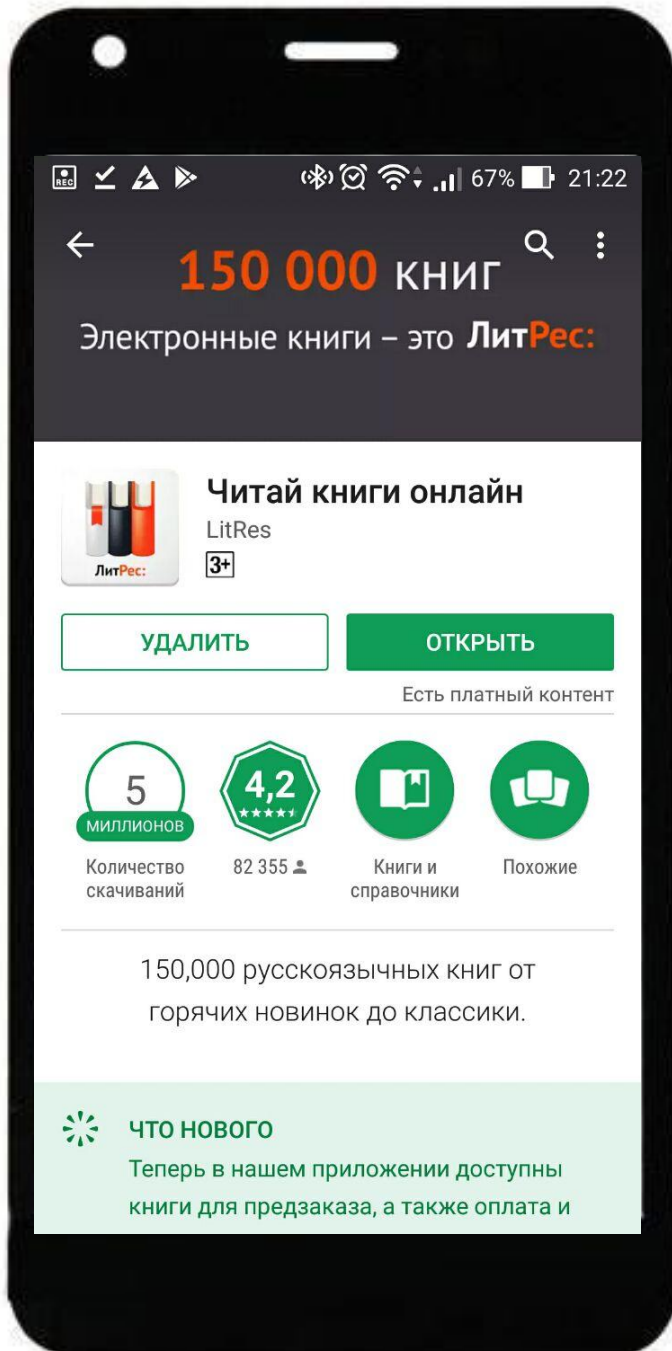 REC 67% 21:22
150 000 книг
Электронные книги – это ЛитРес:
Читай книги онлайн
LitRes
3+
ЛитРес:
УДАЛИТЬ ОТКРЫТЬ
Есть платный контент
5 4,2
МИЛЛИОНОВ
Количество 82 355 Книги и Похожие
скачиваний справочники
150,000 русскоязычных книг от
горячих новинок до классики.
ЧТО НОВОГО
Теперь в нашем приложении доступны
книги для предзаказа, а также оплата и